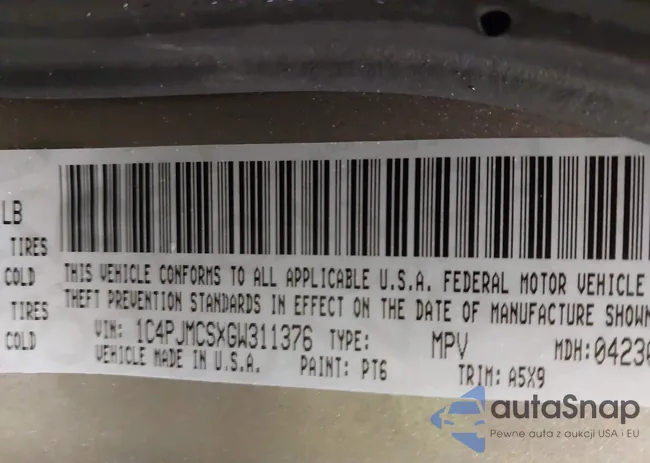 LB
TIRES
COLD
TIRES
COLD
THIS VEHICLE CONFORMS TO ALL APPLICABLE U.S.A. FEDERAL MOTOR VEHICLE
THEFT PREVENTION STANDARDS IN EFFECT ON THE DATE OF MANUFACTURE SHOWN
VIN: 1C4PJMCSXGW311376 TYPE: MPV MDH: 04230
VEHICLE MADE IN U.S.A. PAINT: PT6 TRIM: A5X9
autaSnap
Pewne auta z aukcji USA i EU